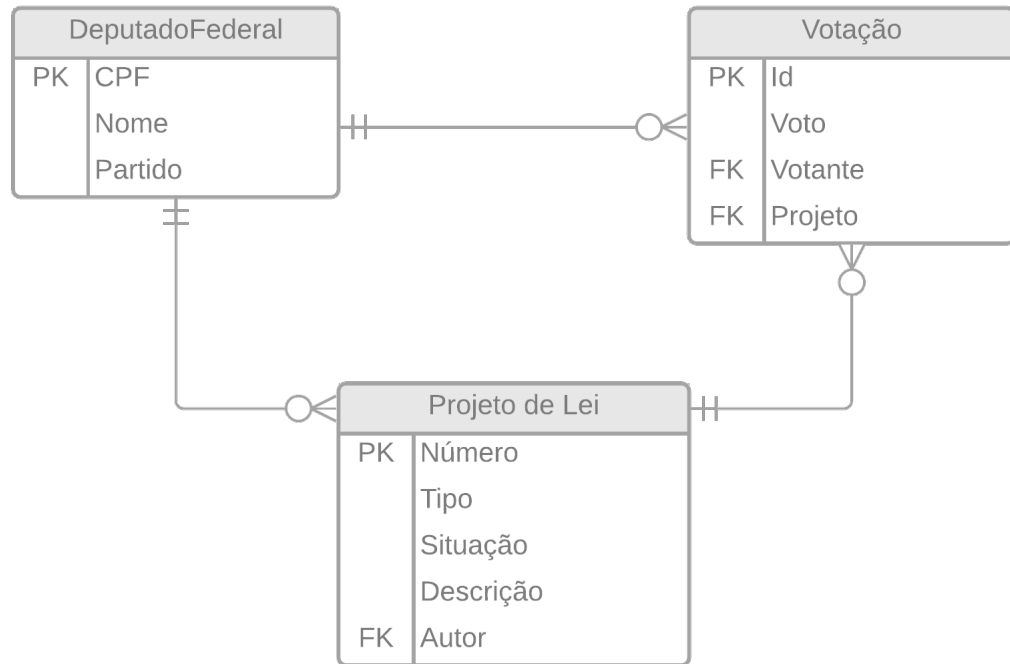 DeputadoFederal
PK CPF
Nome
Partido
Votação
PK Id
Voto
FK Votante
FK Projeto
Projeto de Lei
PK Número
Tipo
Situação
Descrição
FK Autor